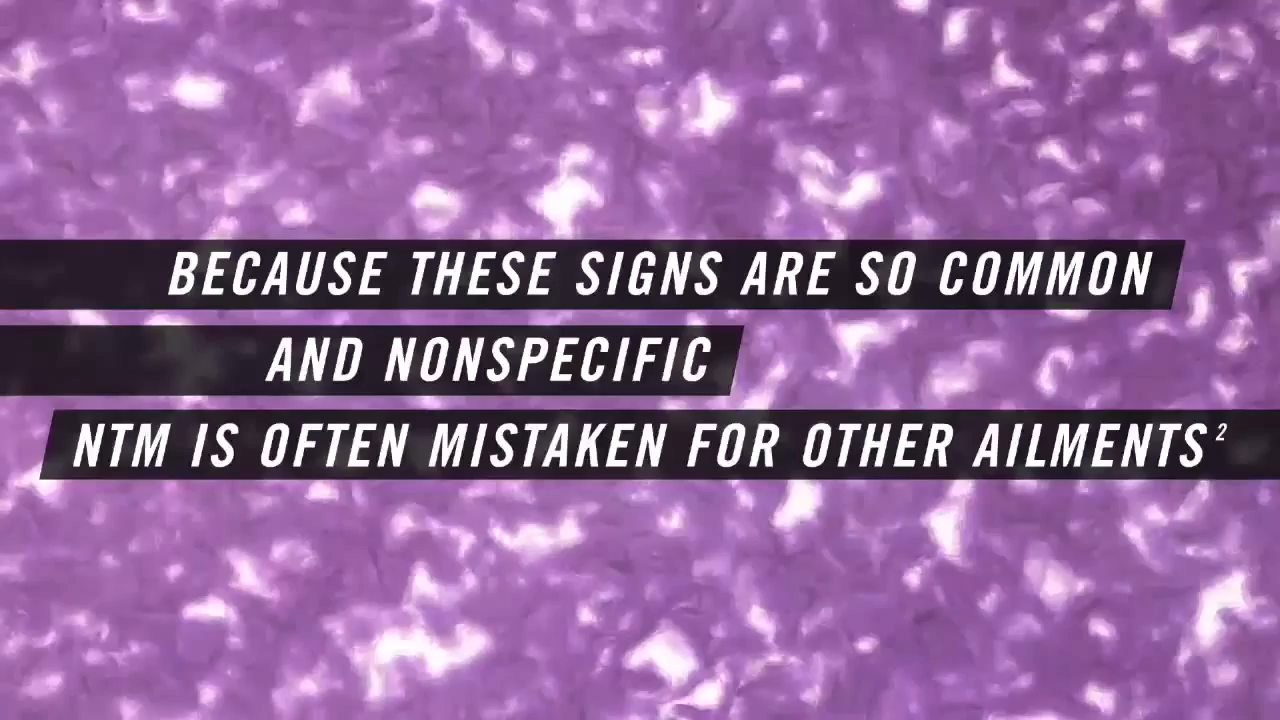 BECAUSE THESE SIGNS ARE SO COMMON
AND NONSPECIFIC
NTM IS OFTEN MISTAKEN FOR OTHER AILMENTS²